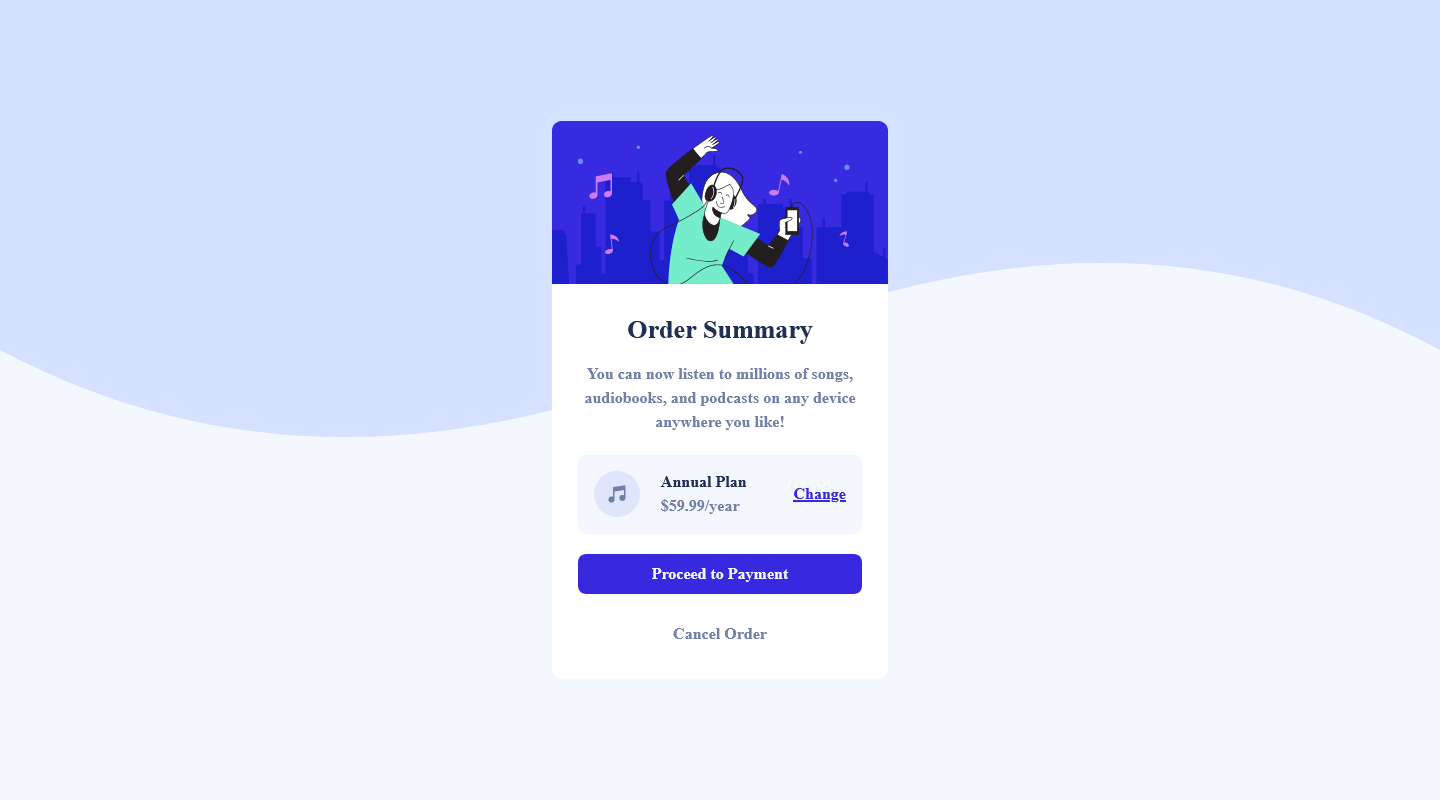 Order Summary
You can now listen to millions of songs,
audiobooks, and podcasts on any device
anywhere you like!
Annual Plan
$59.99/year
Change
Proceed to Payment
Cancel Order